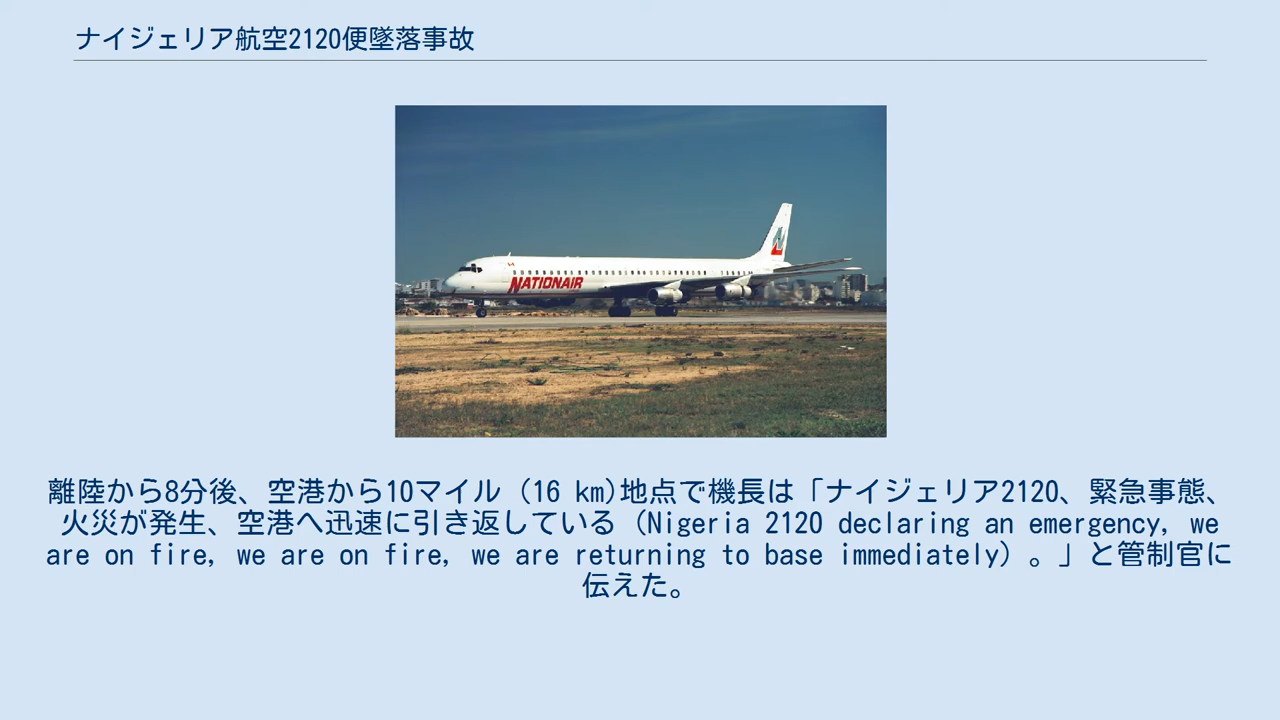 ナイジェリア航空2120便墜落事故
NATIONAIR
離陸から8分後、空港から10マイル (16 km)地点で機長は「ナイジェリア2120、緊急事態、
火災が発生、空港へ迅速に引き返している（Nigeria 2120 declaring an emergency, we
are on fire, we are on fire, we are returning to base immediately）。」と管制官に
伝えた。